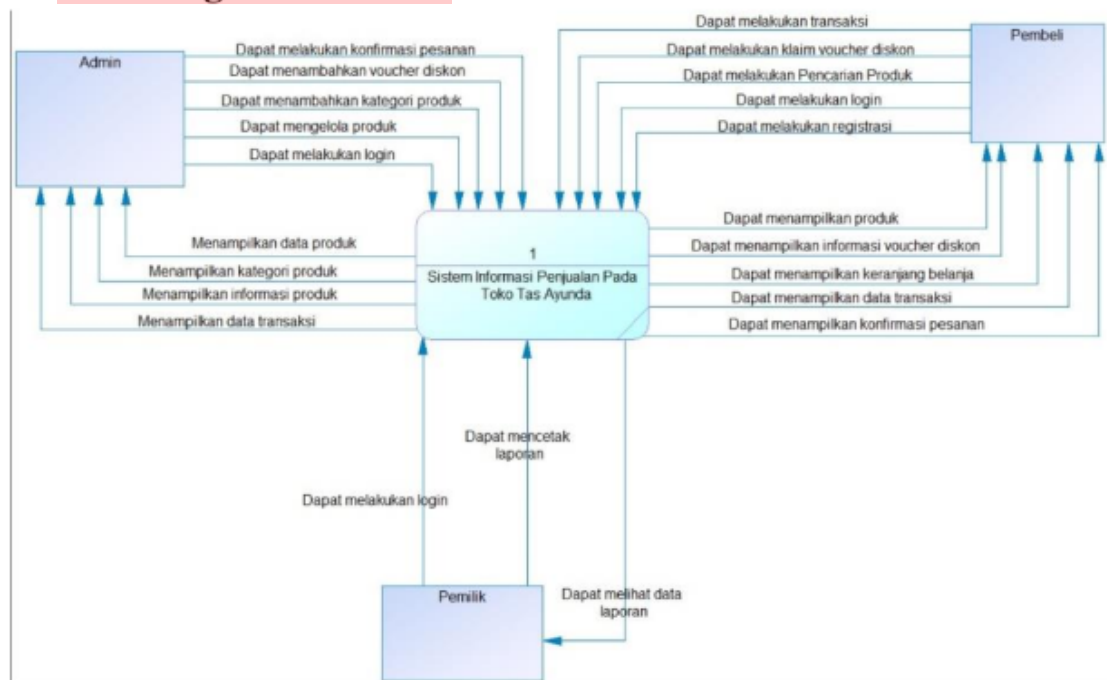 Admin
Dapat melakukan konfirmasi pesanan
Dapat menambahkan voucher diskon
Dapat menambahkan kategori produk
Dapat mengelola produk
Dapat melakukan login
Dapat melakukan transaksi
Dapat melakukan klaim voucher diskon
Dapat melakukan Pencarian Produk
Dapat melakukan login
Dapat melakukan registrasi
Pembeli
Menampilkan data produk
Menampilkan kategori produk
Menampilkan informasi produk
Menampilkan data transaksi
1
Sistem Informasi Penjualan Pada
Toko Tas Ayunda
Dapat menampilkan produk
Dapat menampilkan informasi voucher diskon
Dapat menampilkan keranjang belanja
Dapat menampilkan data transaksi
Dapat menampilkan konfirmasi pesanan
Dapat mencetak
laporan
Dapat melakukan login
Pemilik
Dapat melihat data
laporan